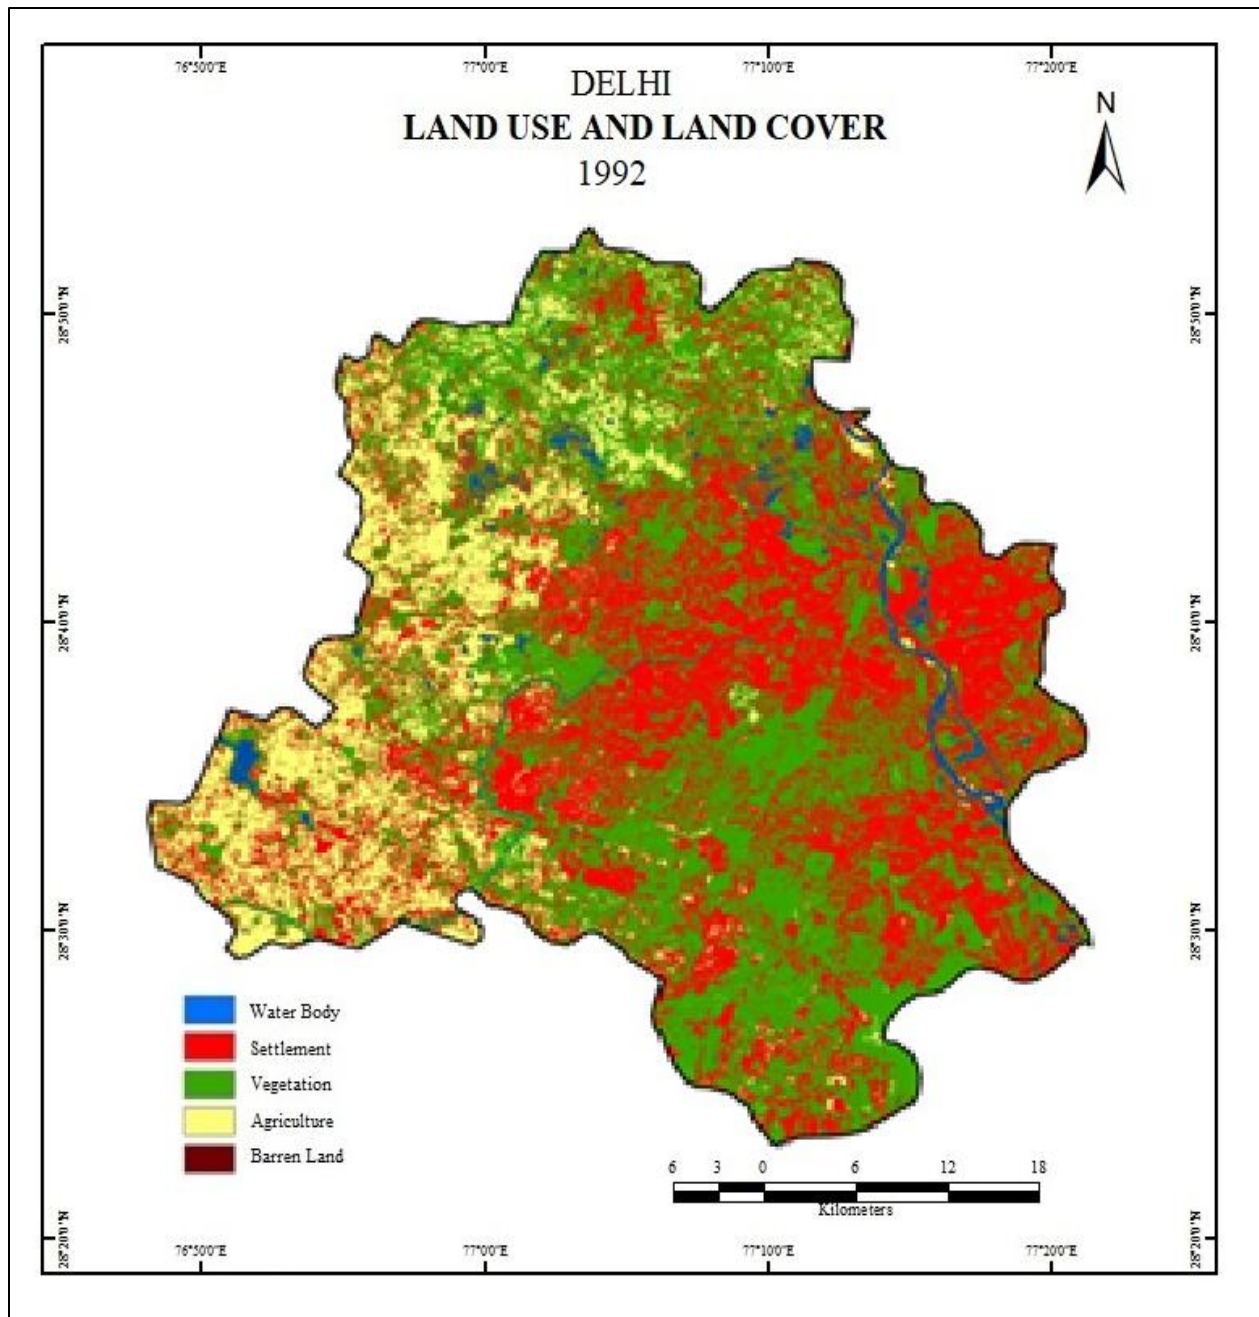 76°50'0"E 77°0'0"E 77°10'0"E 77°20'0"E
DELHI
LAND USE AND LAND COVER
1992
N
28°50'0"N 28°50'0"N
28°40'0"N 28°40'0"N
28°30'0"N 28°30'0"N
Water Body
Settlement
Vegetation
Agriculture
Barren Land
6 3 0 6 12 18
Kilometers
28°20'0"N 28°20'0"N
76°50'0"E 77°0'0"E 77°10'0"E 77°20'0"E